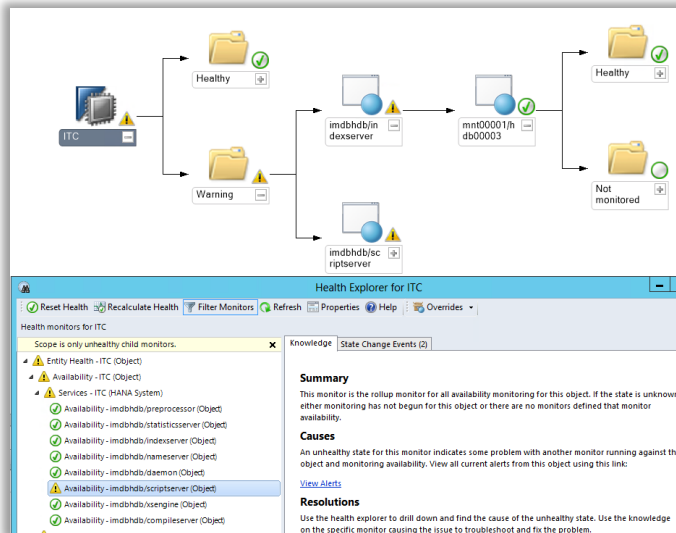 Healthy
Healthy
ITC
imdbhdb/in
dexserver
mnt00001/h
db00003
Warning
Not
monitored
imdbhdb/sc
riptserver
Health Explorer for ITC
Reset Health
Recalculate Health
Filter Monitors
Refresh
Properties
Help
Overrides
Health monitors for ITC
Scope is only unhealthy child monitors.
Entity Health - ITC (Object)
Availability - ITC (Object)
Services - ITC (HANA System)
Availability - imdbhdb/preprocessor (Object)
Availability - imdbhdb/statisticsserver (Object)
Availability - imdbhdb/indexserver (Object)
Availability - imdbhdb/nameserver (Object)
Availability - imdbhdb/daemon (Object)
Availability - imdbhdb/scriptserver (Object)
Availability - imdbhdb/xsengine (Object)
Availability - imdbhdb/compileserver (Object)
Knowledge
State Change Events (2)
Summary
This monitor is the rollup monitor for all availability monitoring for this object. If the state is unknown
either monitoring has not begun for this object or there are no monitors defined that monitor
availability.
Causes
An unhealthy state for this monitor indicates some problem with another monitor running against th
object and monitoring availability. View all current alerts from this object using this link:
View Alerts
Resolutions
Use the health explorer to drill down and find the cause of the unhealthy state. Use the knowledge
on the specific monitor causing the issue to troubleshoot and fix the problem.